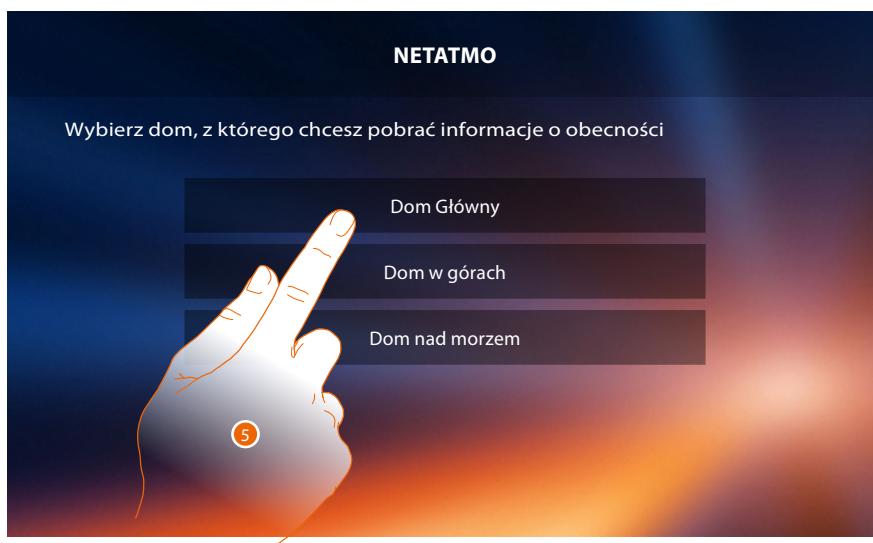 NETATMO
Wybierz dom, z którego chcesz pobrać informacje o obecności
Dom Główny
Dom w górach
Dom nad morzem
5